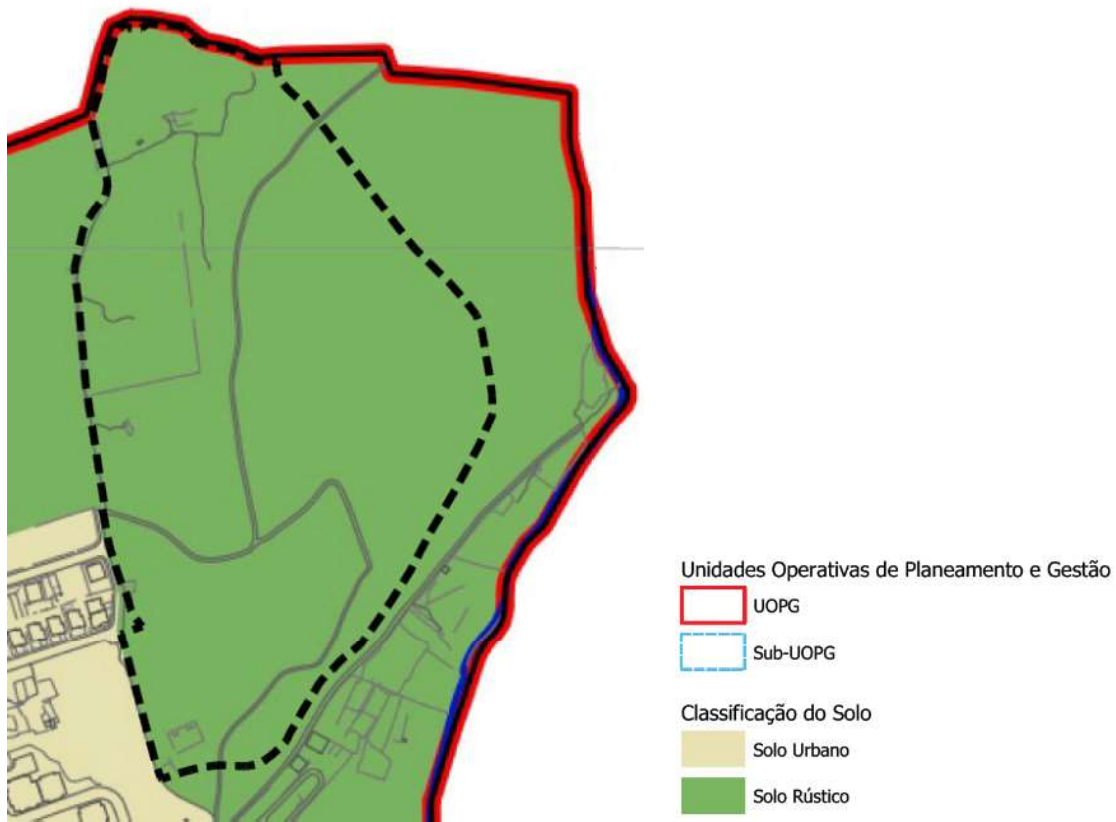 Unidades Operativas de Planeamento e Gestão
UOPG
Sub-UOPG
Classificação do Solo
Solo Urbano
Solo Rústico